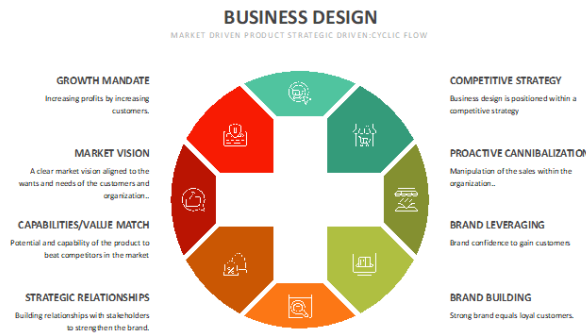 BUSINESS DESIGN
MARKET DRIVEN PRODUCT STRATEGIC DRIVEN:CYCLIC FLOW
GROWTH MANDATE
Increasing profits by increasing
customers.
MARKET VISION
A clear market vision aligned to the
wants and needs of the customers and
organization..
CAPABILITIES/VALUE MATCH
Potential and capability of the product to
beat competitors in the market
STRATEGIC RELATIONSHIPS
Building relationships with stakeholders
to strengthen the brand.
COMPETITIVE STRATEGY
Business design is positioned within a
competitive strategy
PROACTIVE CANNIBALIZATION
Manipulation of the sales within the
organization..
BRAND LEVERAGING
Brand confidence to gain customers
BRAND BUILDING
Strong brand equals loyal customers.